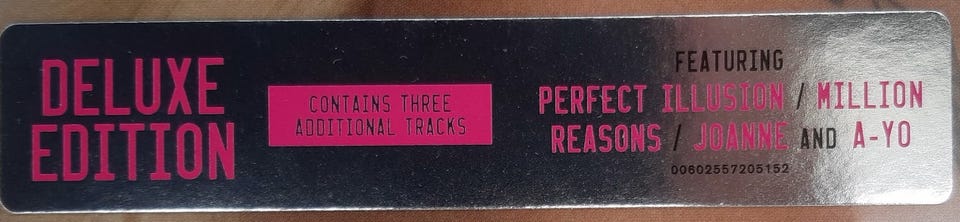 DELUXE
EDITION
CONTAINS THREE
ADDITIONAL TRACKS
FEATURING
PERFECT ILLUSION / MILLION
REASONS / JOANNE AND A-YO
00602557205152